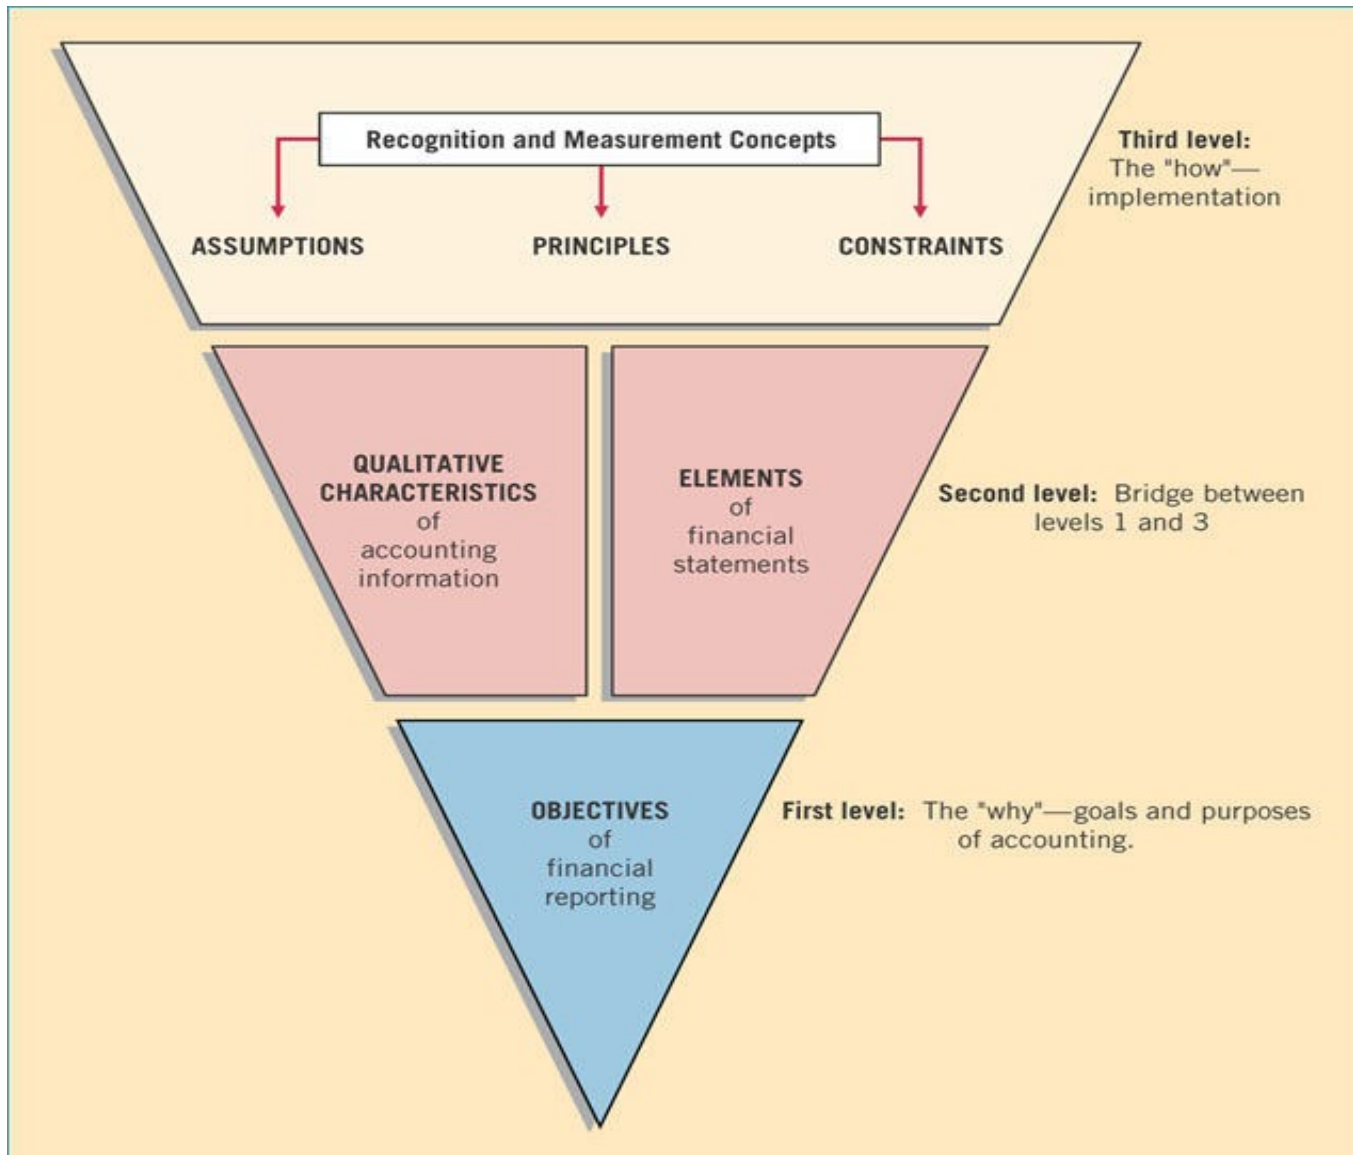 Recognition and Measurement Concepts
ASSUMPTIONS
PRINCIPLES
CONSTRAINTS
Third level:
The "how"—
implementation
QUALITATIVE
CHARACTERISTICS
of
accounting
information
ELEMENTS
of
financial
statements
Second level: Bridge between
levels 1 and 3
OBJECTIVES
of
financial
reporting
First level: The "why"—goals and purposes
of accounting.